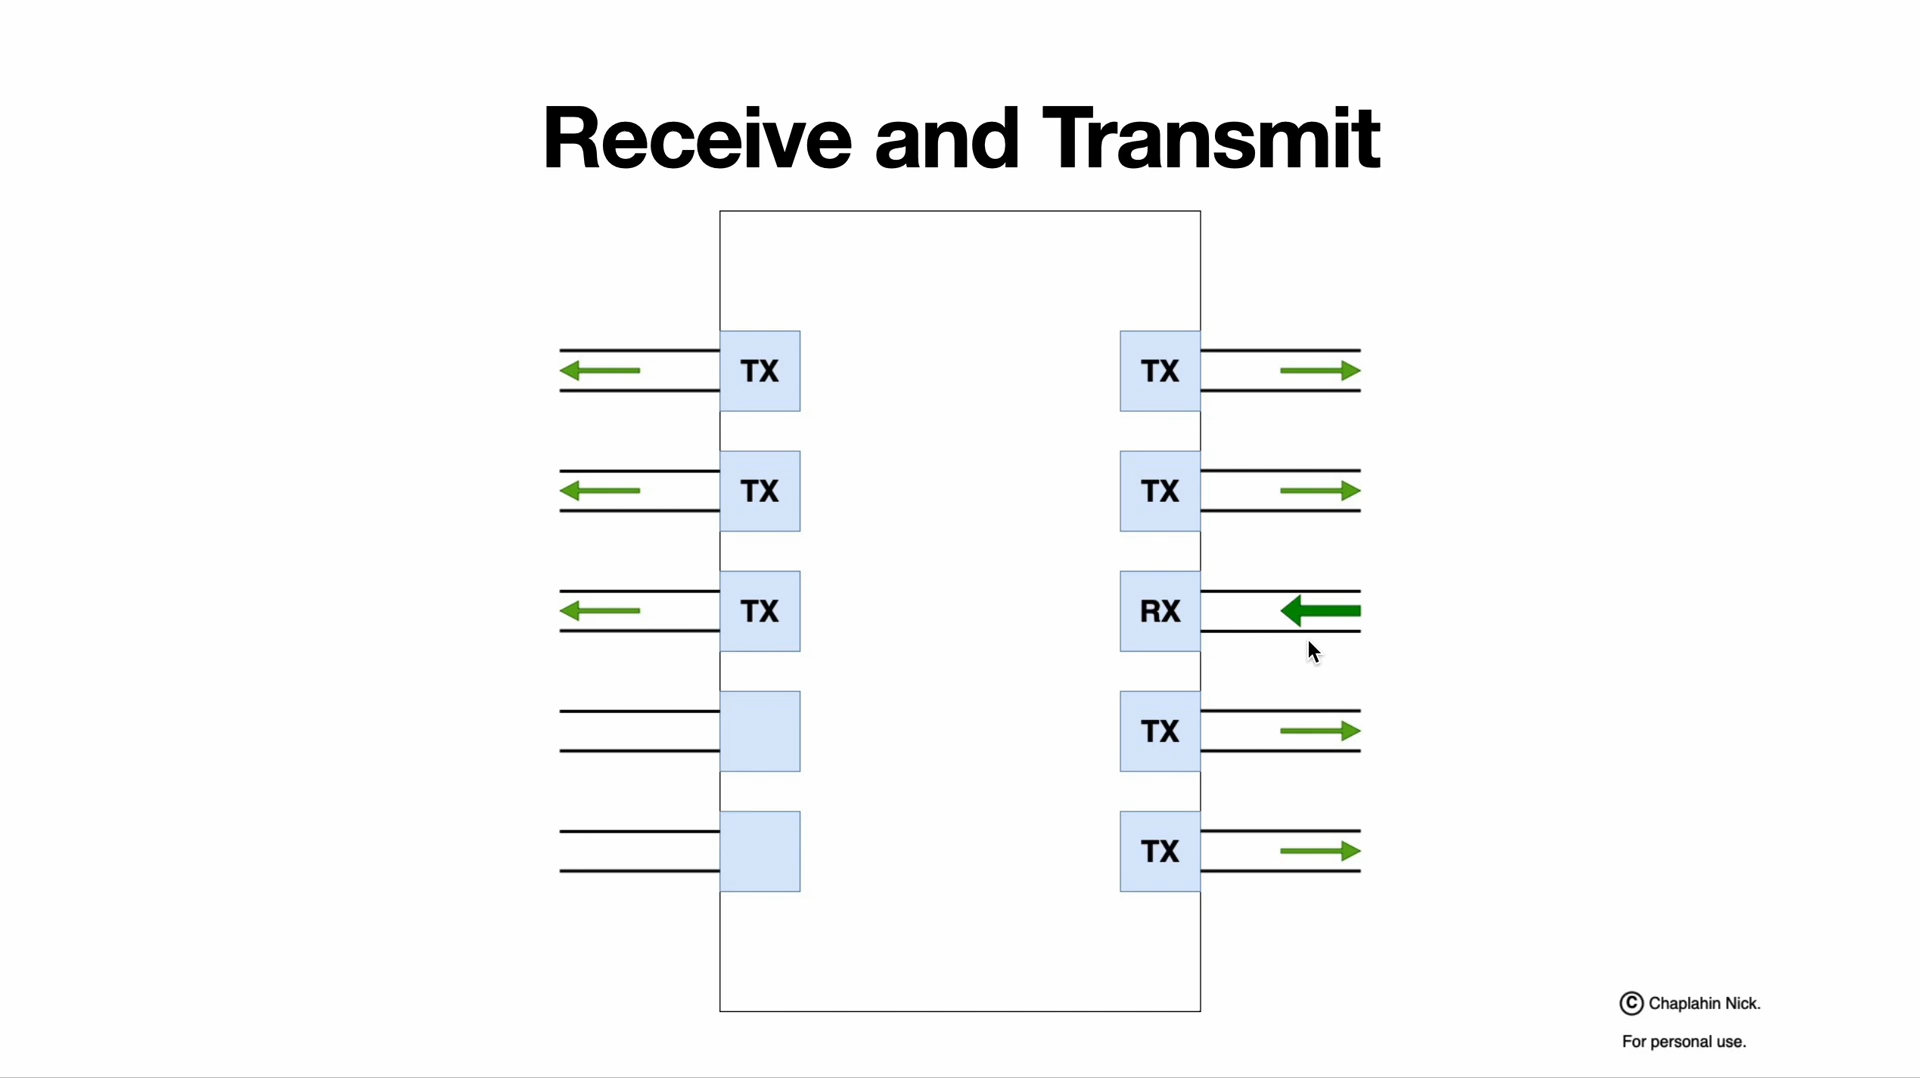 Receive and Transmit
TX TX
TX TX
TX RX
TX
TX
© Chaplahin Nick.
For personal use.